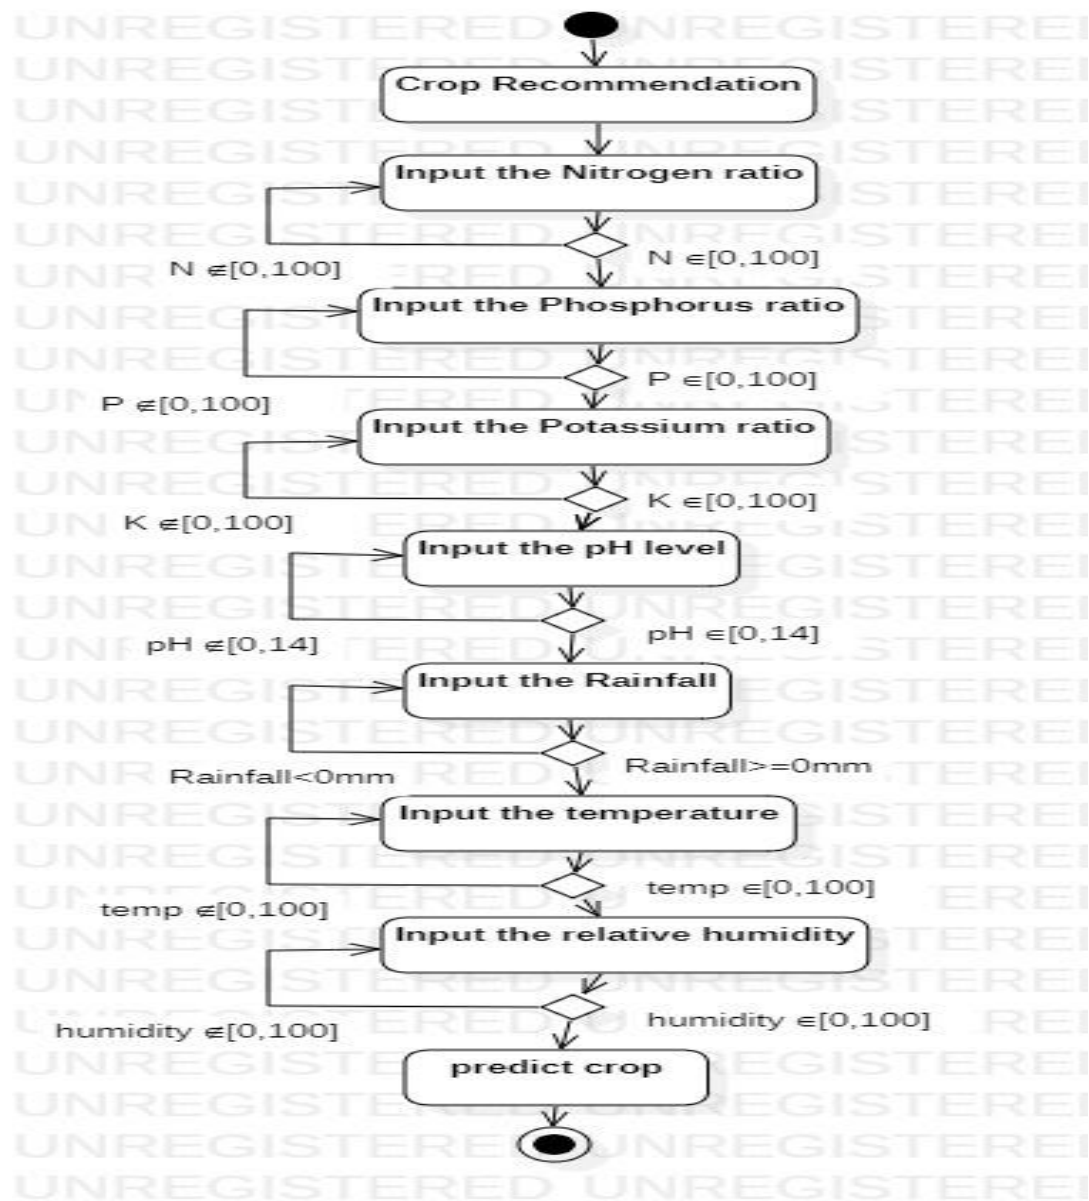 Crop Recommendation
Input the Nitrogen ratio
N ∉[0,100]
N ∈[0,100]
Input the Phosphorus ratio
P ∈[0,100]
P ∉[0,100]
Input the Potassium ratio
K ∈[0,100]
K ∉[0,100]
Input the pH level
pH ∈[0,14]
pH ∉[0,14]
Input the Rainfall
Rainfall>=0mm
Rainfall<0mm
Input the temperature
temp ∈[0,100]
temp ∉[0,100]
Input the relative humidity
humidity ∈[0,100]
humidity ∉[0,100]
predict crop
UNREGISTERED